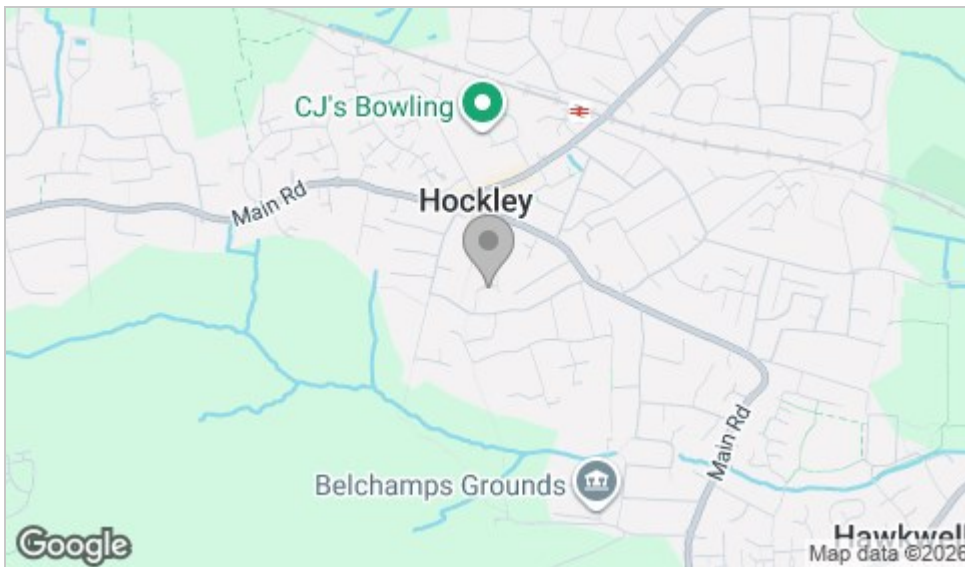 CJ's Bowling
Hockley
Main Rd
Main Rd
Belchamps Grounds
Hawkwell
Google
Map data ©2026